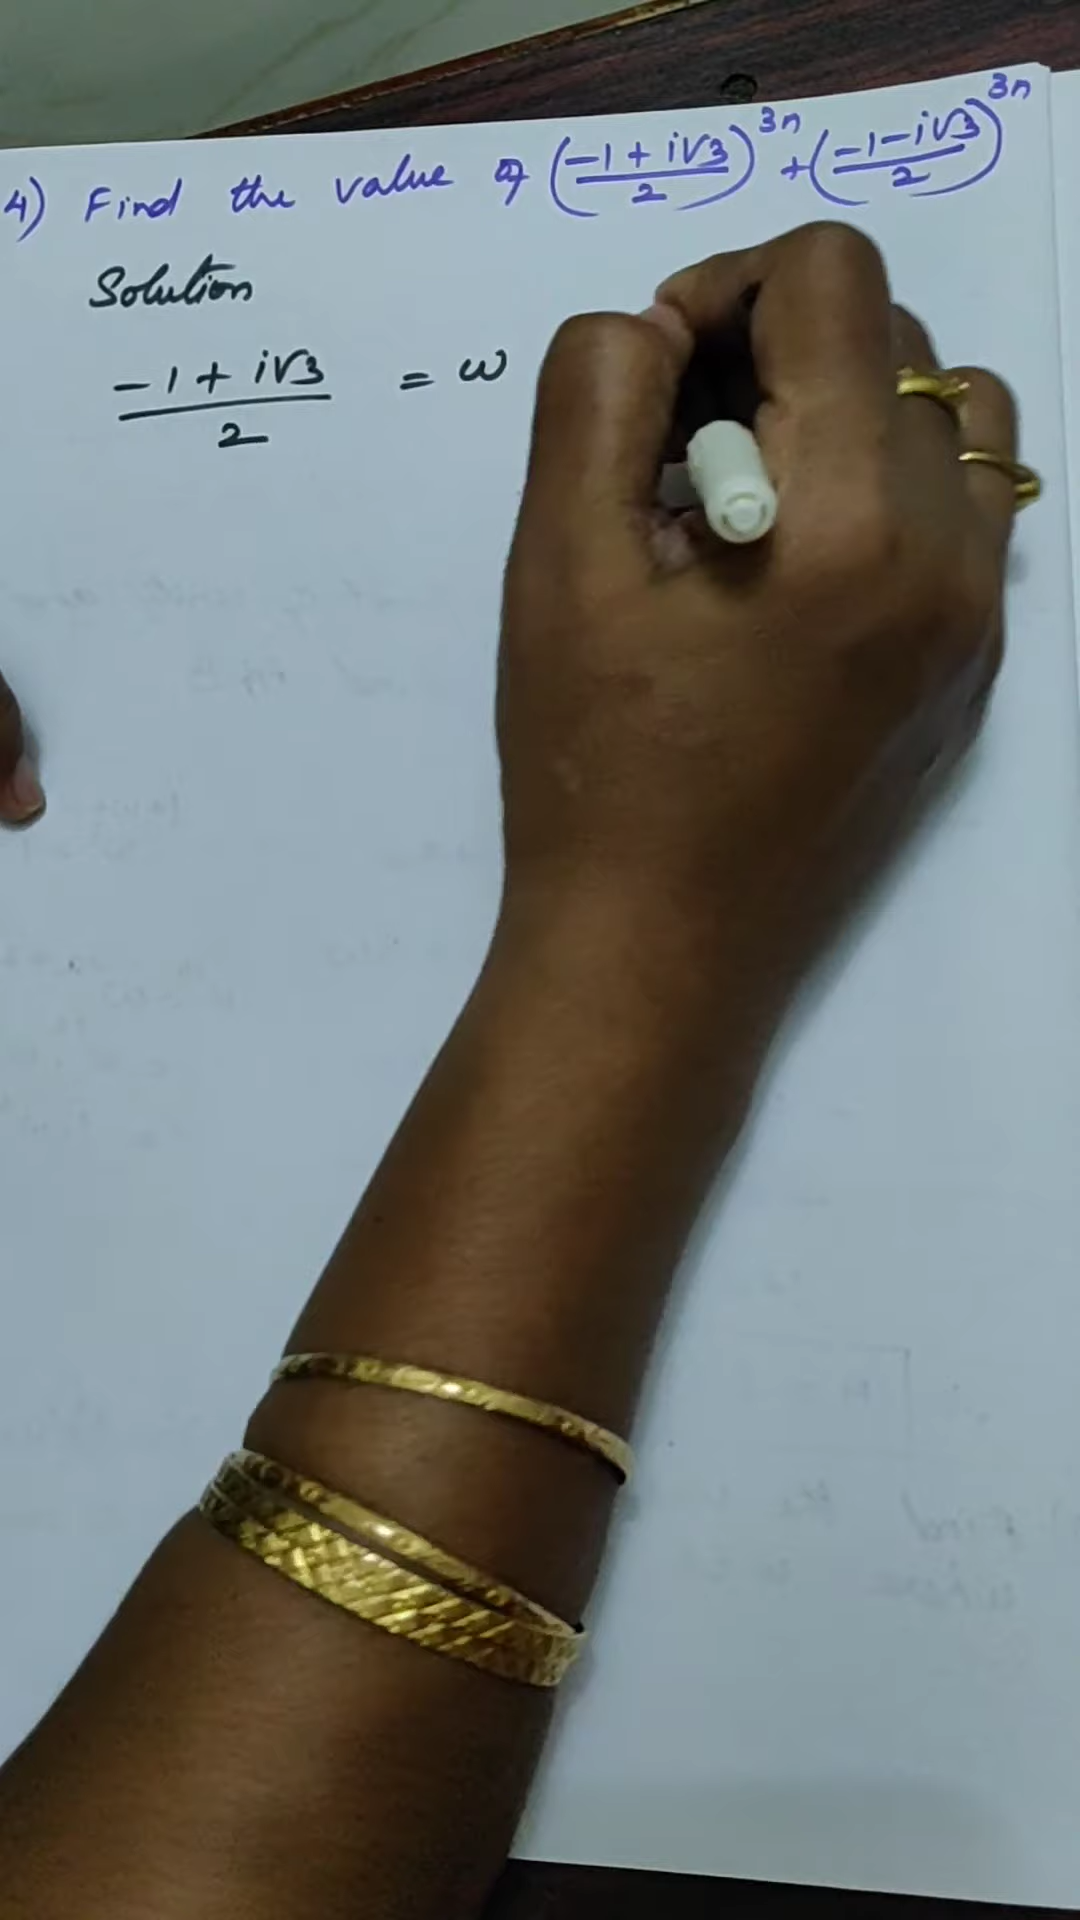 4) Find the value of ((-1+i√3)/2)^3n + ((-1-i√3)/2)^3n
Solution
(-1+i√3)/2 = ω